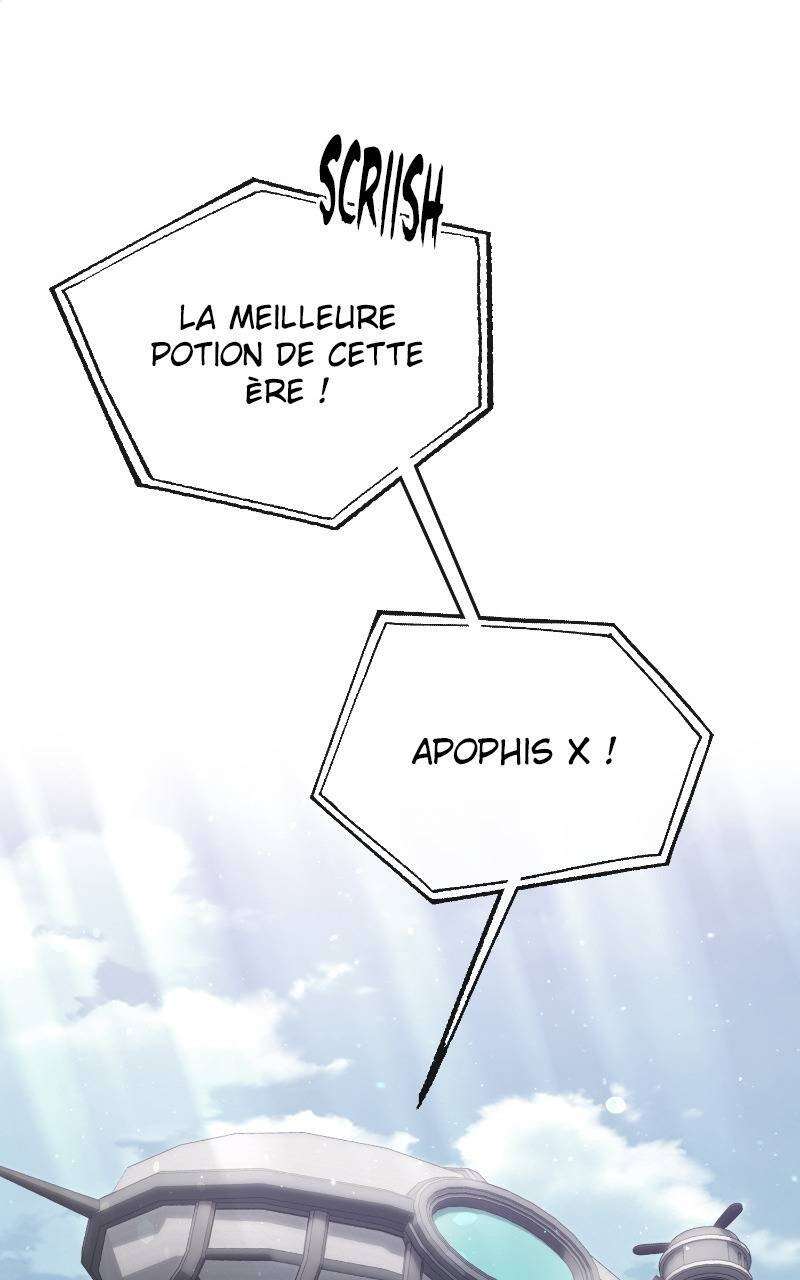 SCRIISH
LA MEILLEURE
POTION DE CETTE
ÈRE !
APOPHIS X !